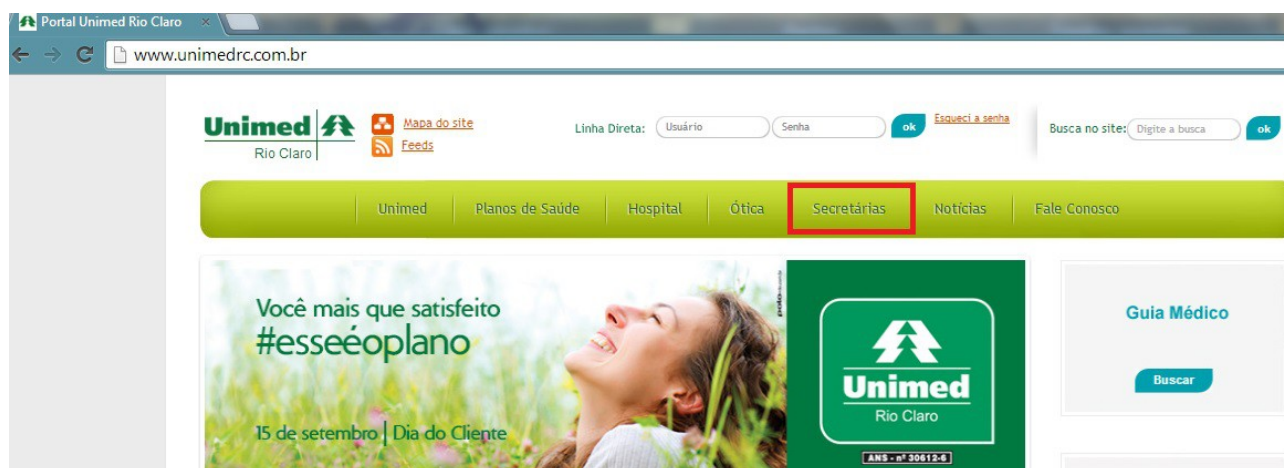 Portal Unimed Rio Claro
www.unimedrc.com.br
Unimed
Rio Claro
Mapa do site
Feeds
Linha Direta: Usuário Senha ok Esqueci a senha
Busca no site: Digite a busca ok
Unimed Planos de Saúde Hospital Ótica Secretárias Notícias Fale Conosco
Você mais que satisfeito
#esseéoplano
15 de setembro | Dia do Cliente
Unimed
Rio Claro
ANS - nº 30612-6
Guia Médico
Buscar